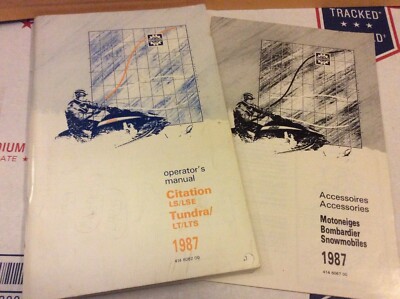 TRACKED
operator's
manual
Citation
LS/LSE
Tundra/
LT/LTS
1987
Accessoires
Accessories
Motoneiges
Bombardier
Snowmobiles
1987